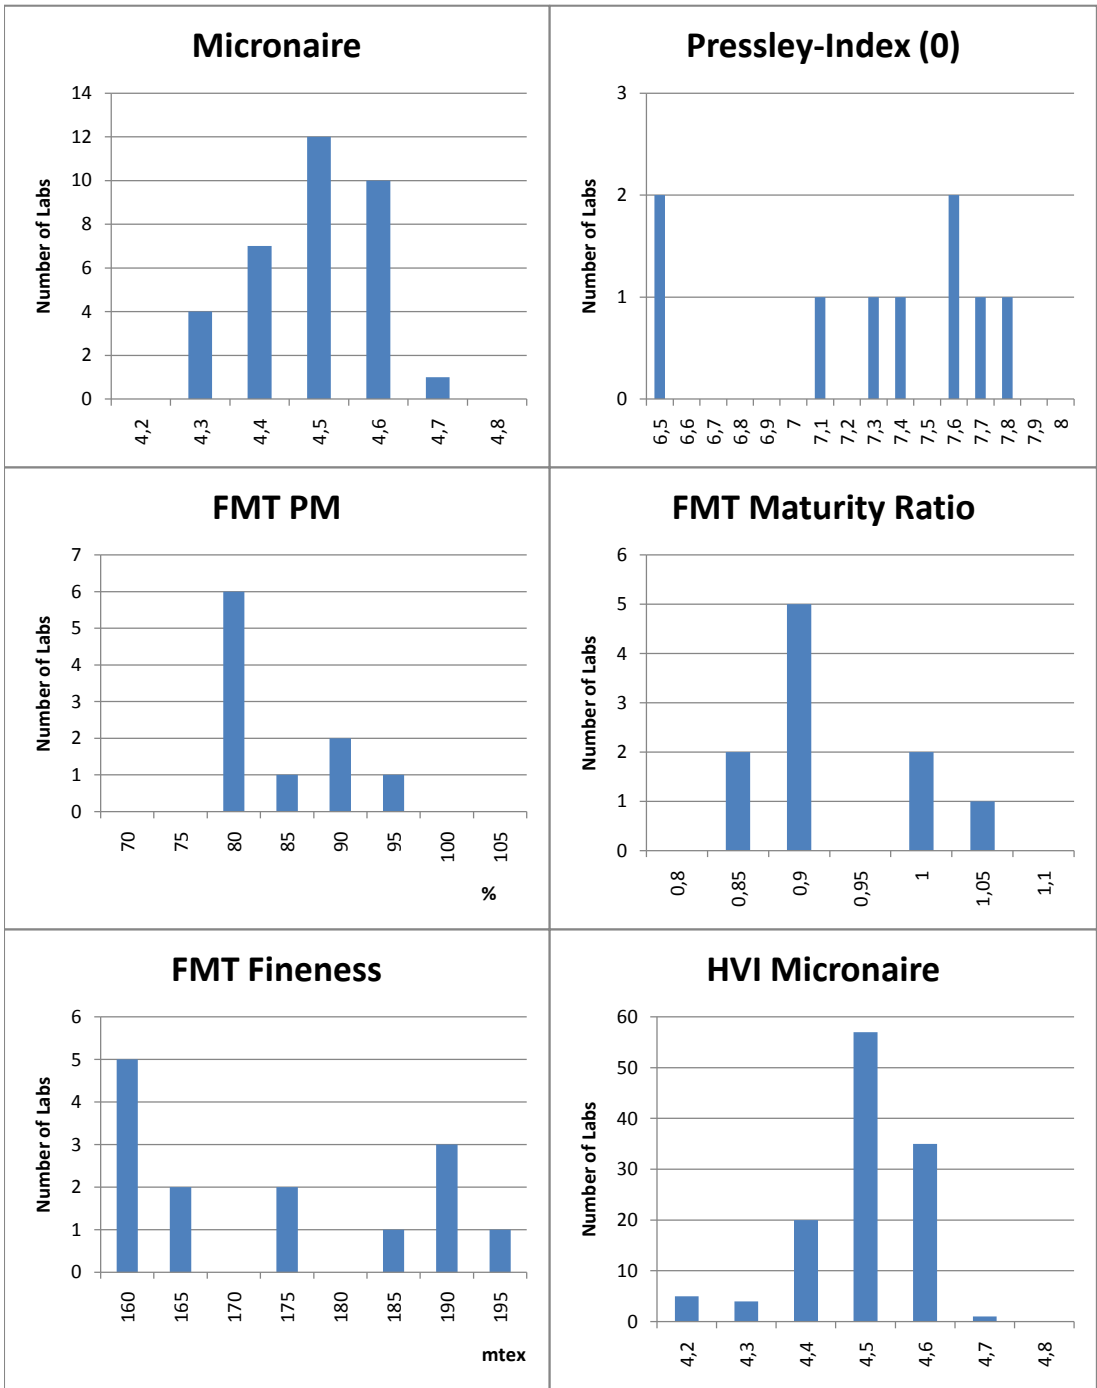 Micronaire
Number of Labs
14
12
10
8
6
4
2
0
4,2 4,3 4,4 4,5 4,6 4,7 4,8
Pressley-Index (0)
Number of Labs
3
2
1
0
6,5 6,6 6,7 6,8 6,9 7 7,1 7,2 7,3 7,4 7,5 7,6 7,7 7,8 7,9 8
FMT PM
Number of Labs
7
6
5
4
3
2
1
0
70 75 80 85 90 95 100 105
%
FMT Maturity Ratio
Number of Labs
6
5
4
3
2
1
0
0,8 0,85 0,9 0,95 1 1,05 1,1
FMT Fineness
Number of Labs
6
5
4
3
2
1
0
160 165 170 175 180 185 190 195
mtex
HVI Micronaire
Number of Labs
60
50
40
30
20
10
0
4,2 4,3 4,4 4,5 4,6 4,7 4,8